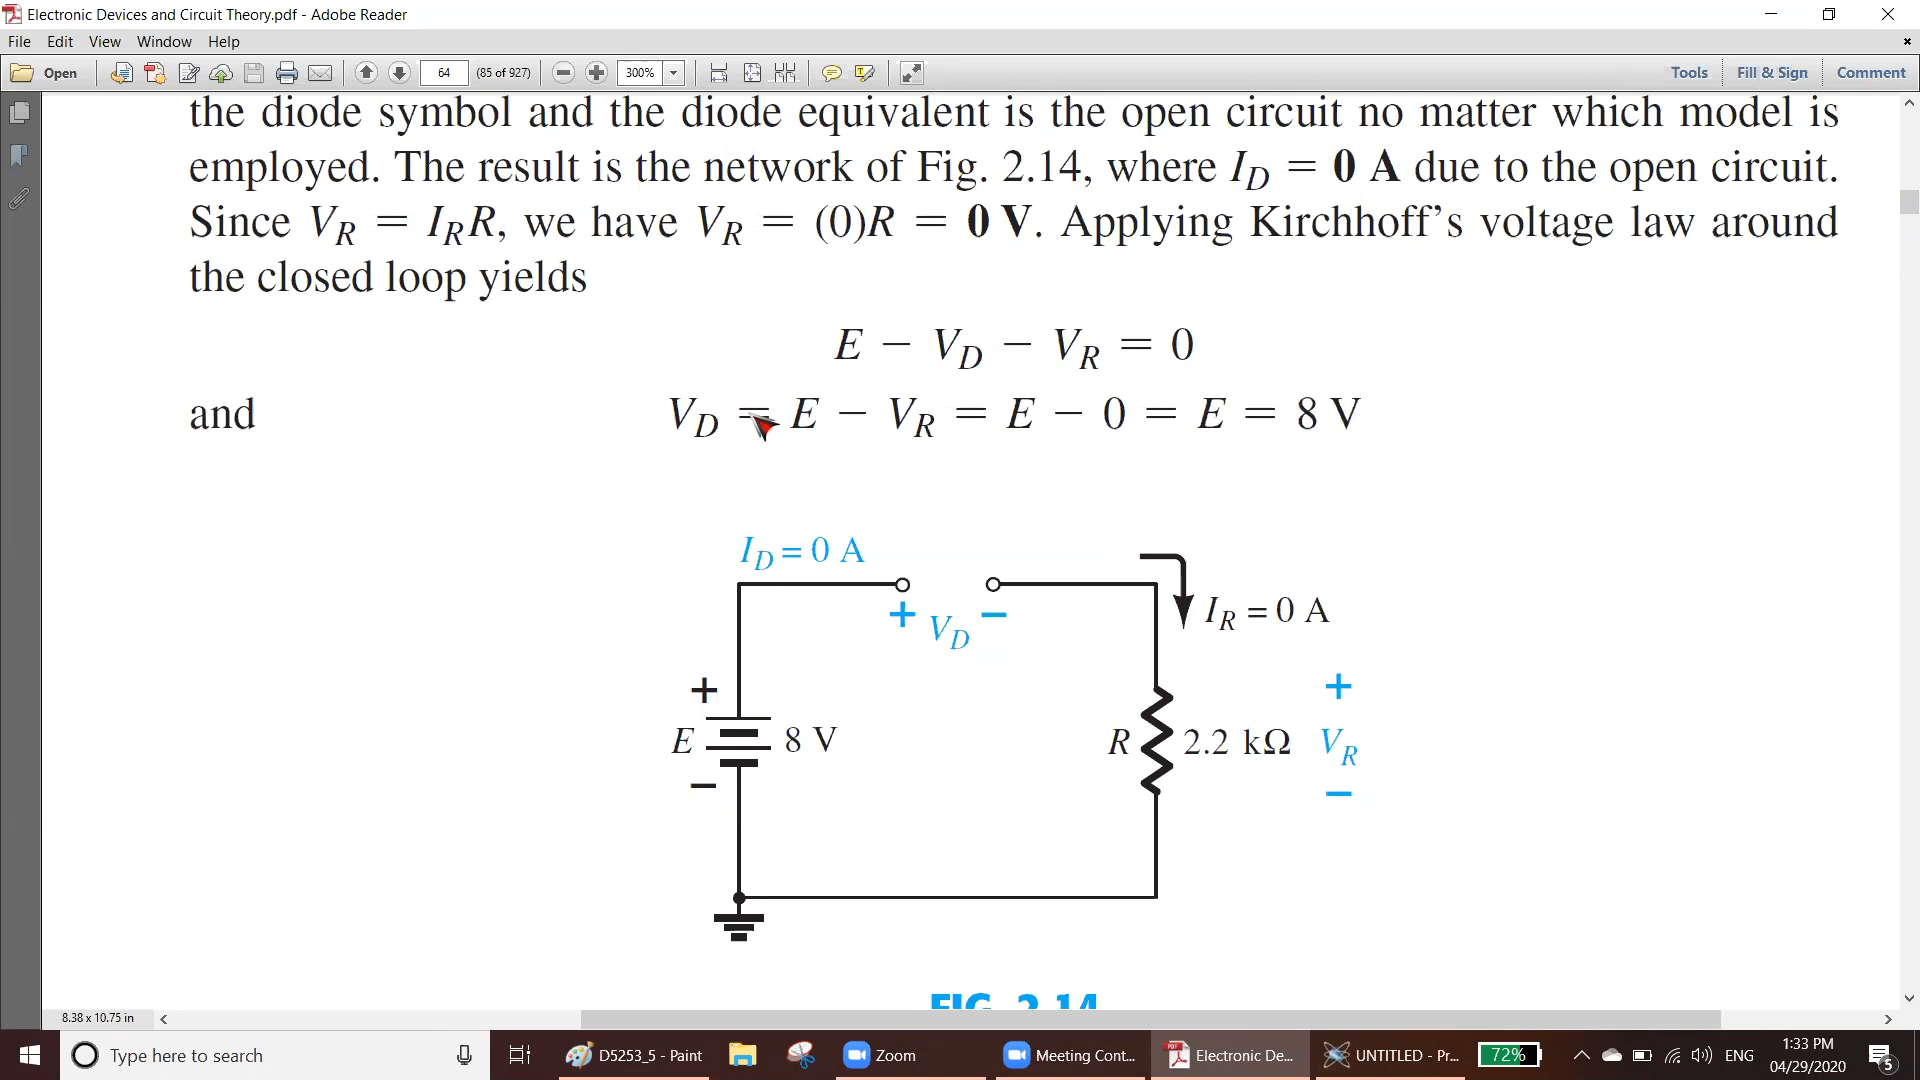 Electronic Devices and Circuit Theory.pdf - Adobe Reader
File Edit View Window Help
Open 64 (85 of 927) 300% Tools Fill & Sign Comment
the diode symbol and the diode equivalent is the open circuit no matter which model is
employed. The result is the network of Fig. 2.14, where I_D = 0 A due to the open circuit.
Since V_R = I_R R, we have V_R = (0)R = 0 V. Applying Kirchhoff's voltage law around
the closed loop yields
E − V_D − V_R = 0
and V_D = E − V_R = E − 0 = E = 8 V
I_D = 0 A
+ V_D −
I_R = 0 A
+
E 8 V
−
R 2.2 kΩ
+
V_R
−
FIG. 2.14
8.38 x 10.75 in
Type here to search
D5253_5 - Paint
Zoom
Meeting Cont...
Electronic De...
UNTITLED - Pr...
72%
ENG
1:33 PM
04/29/2020
5